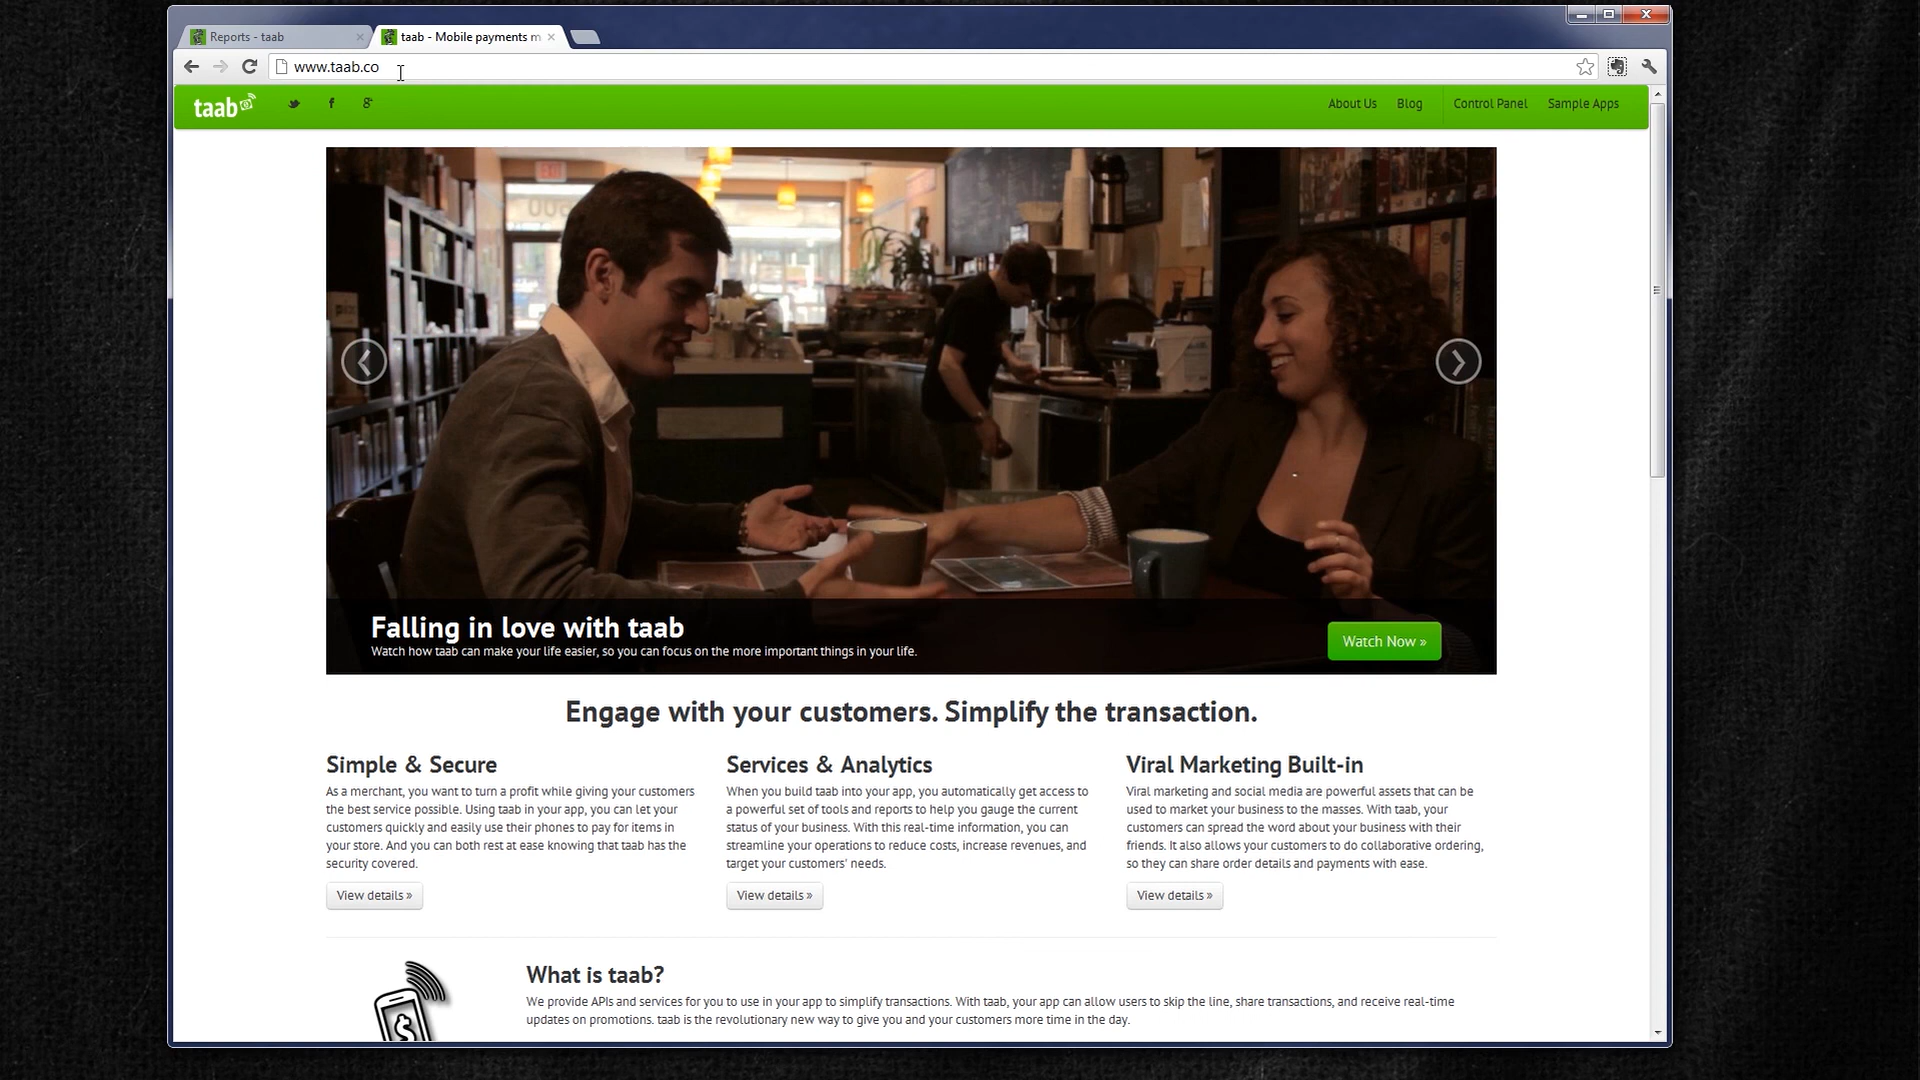 Reports - taab
taab - Mobile payments m
www.taab.co
taab
About Us
Blog
Control Panel
Sample Apps
Falling in love with taab
Watch how taab can make your life easier, so you can focus on the more important things in your life.
Watch Now »
Engage with your customers. Simplify the transaction.
Simple & Secure
As a merchant, you want to turn a profit while giving your customers
the best service possible. Using taab in your app, you can let your
customers quickly and easily use their phones to pay for items in
your store. And you can both rest at ease knowing that taab has the
security covered.
View details »
Services & Analytics
When you build taab into your app, you automatically get access to
a powerful set of tools and reports to help you gauge the current
status of your business. With this real-time information, you can
streamline your operations to reduce costs, increase revenues, and
target your customers' needs.
View details »
Viral Marketing Built-in
Viral marketing and social media are powerful assets that can be
used to market your business to the masses. With taab, your
customers can spread the word about your business with their
friends. It also allows your customers to do collaborative ordering,
so they can share order details and payments with ease.
View details »
What is taab?
We provide APIs and services for you to use in your app to simplify transactions. With taab, your app can allow users to skip the line, share transactions, and receive real-time
updates on promotions. taab is the revolutionary new way to give you and your customers more time in the day.